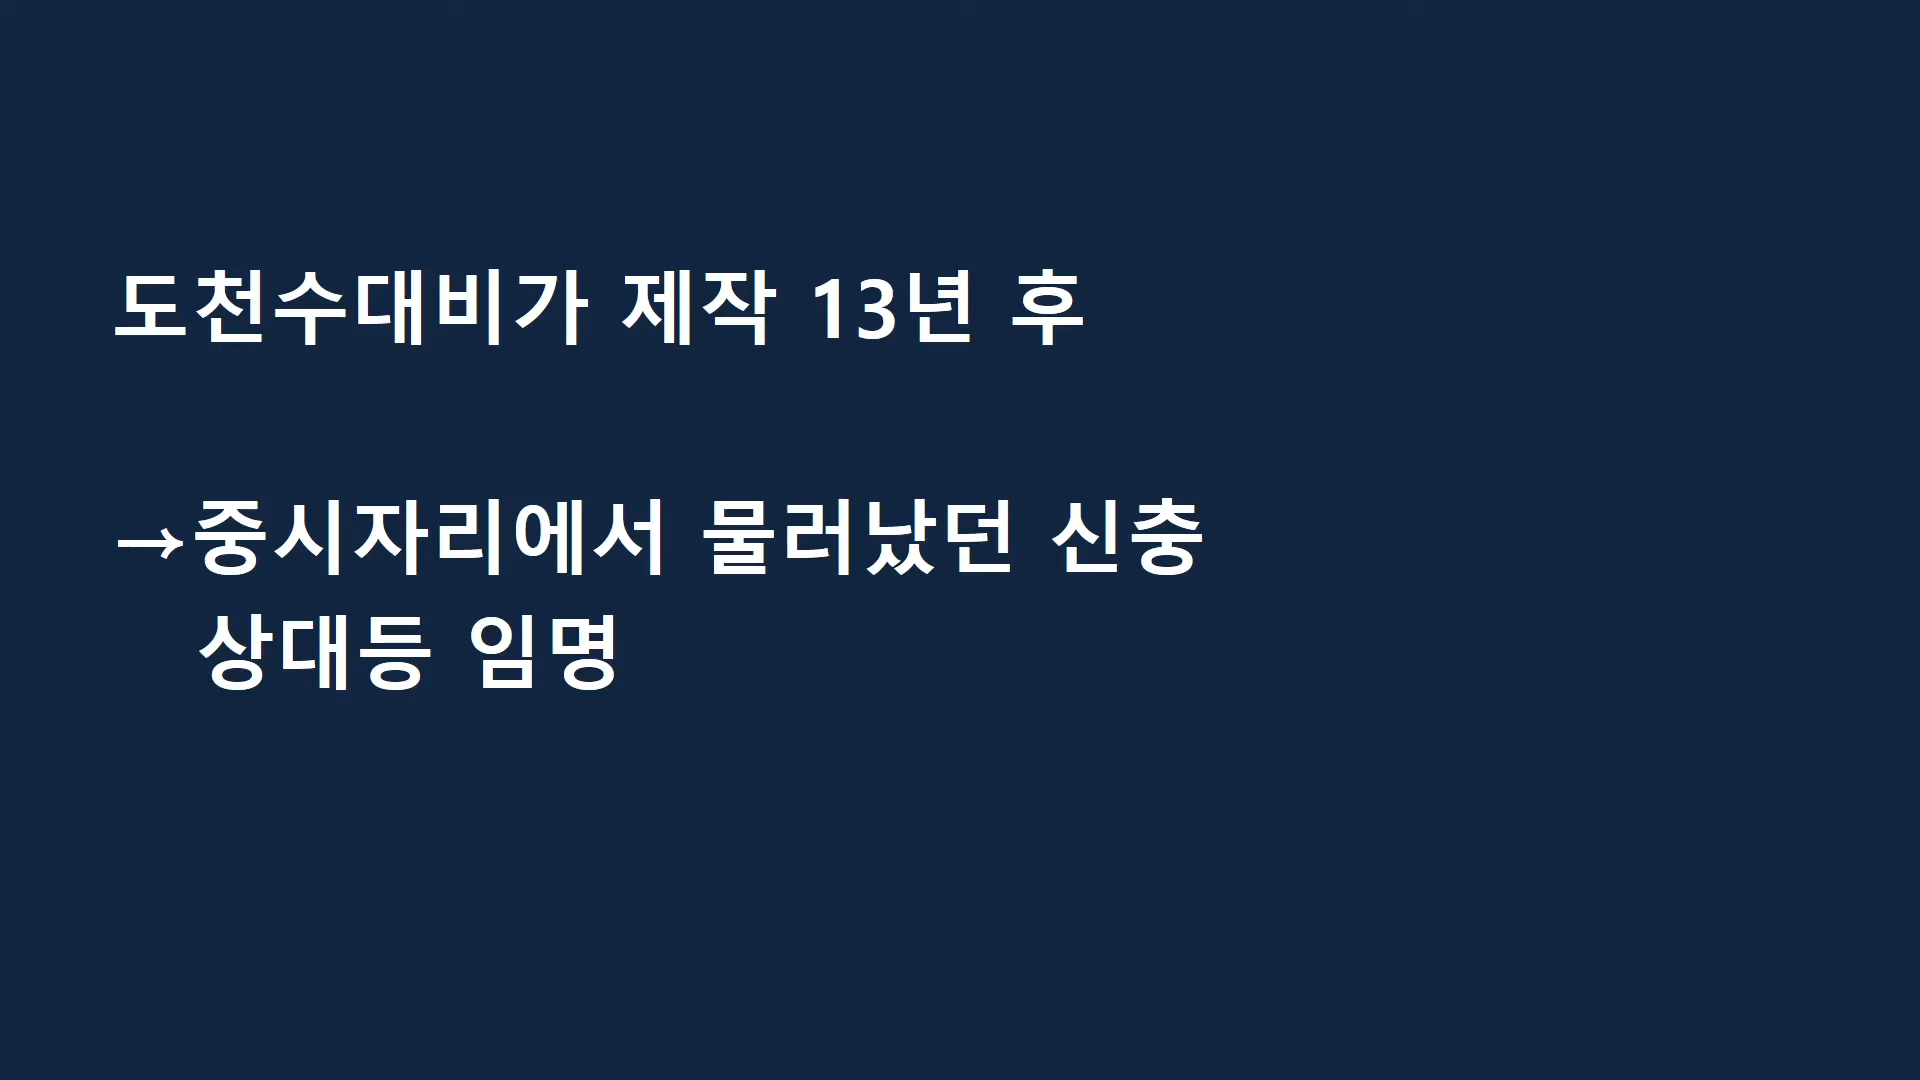 도천수대비가 제작 13년 후
→중시자리에서 물러났던 신충
상대등 임명